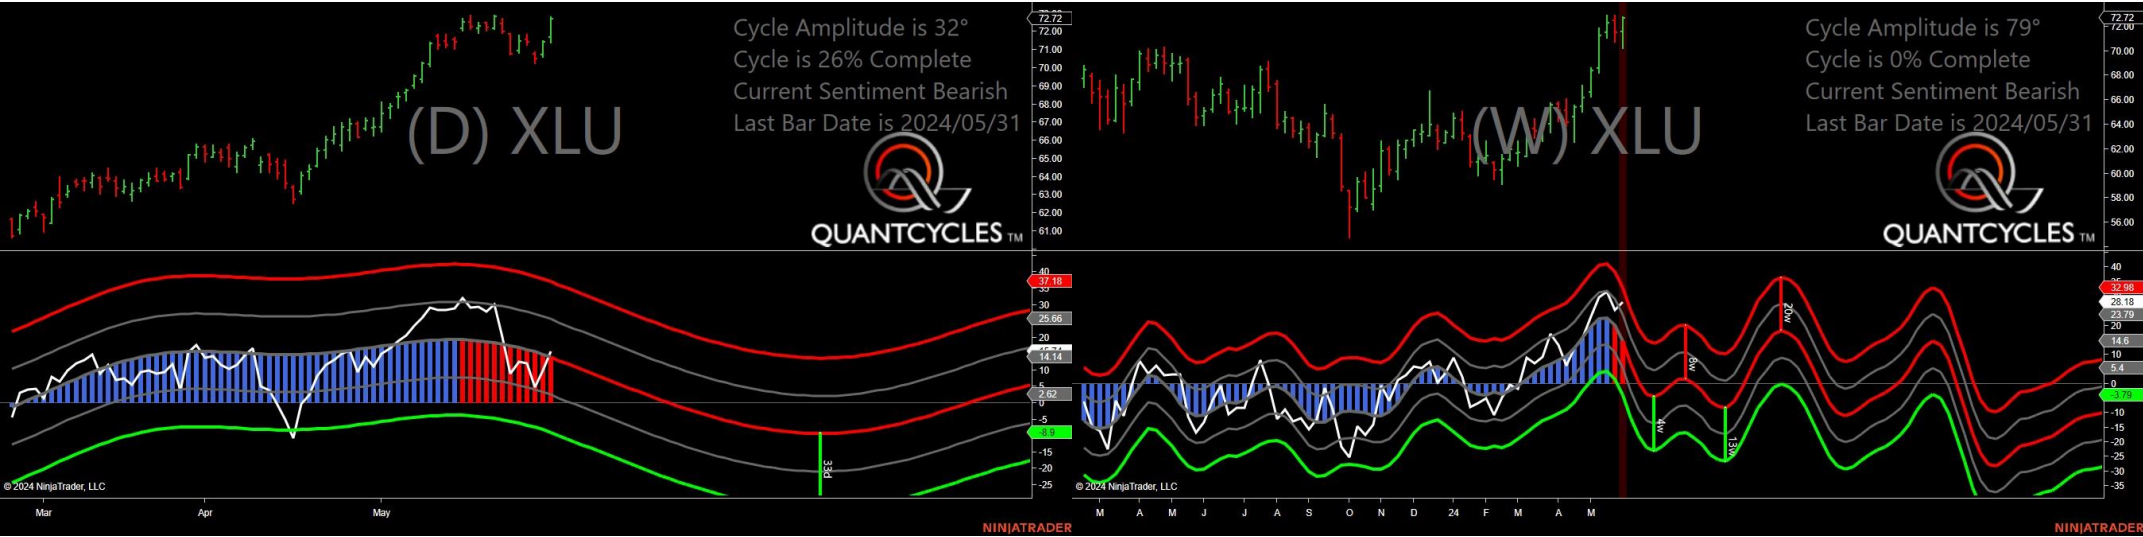 Cycle Amplitude is 32°
Cycle is 26% Complete
Current Sentiment Bearish
Last Bar Date is 2024/05/31
(D) XLU
QUANTCYCLES TM
72.72
72.00
71.00
70.00
69.00
68.00
67.00
66.00
65.00
64.00
63.00
62.00
61.00
40
37.18
35
30
25.66
20
14.14
10
5
2.62
0
-5
-8.9
-15
-20
-25
33d
© 2024 NinjaTrader, LLC
Mar Apr May
NINJATRADER
Cycle Amplitude is 79°
Cycle is 0% Complete
Current Sentiment Bearish
Last Bar Date is 2024/05/31
(W) XLU
QUANTCYCLES TM
72.72
72.00
70.00
68.00
66.00
64.00
62.00
60.00
58.00
56.00
40
32.98
28.18
23.79
20
14.6
10
5.4
0
-3.79
-10
-15
-20
-25
-30
-35
4w
8w
13w
20w
© 2024 NinjaTrader, LLC
M A M J J A S O N D 24 F M A M
NINJATRADER